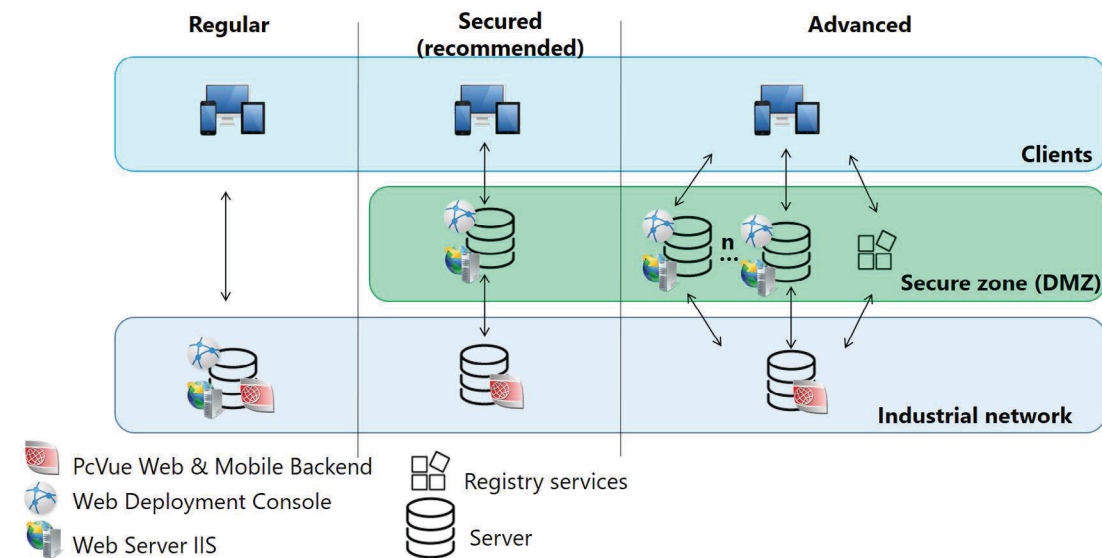 Regular
Secured
(recommended)
Advanced
Clients
n
...
Secure zone (DMZ)
Industrial network
PcVue Web & Mobile Backend
Web Deployment Console
Web Server IIS
Registry services
Server